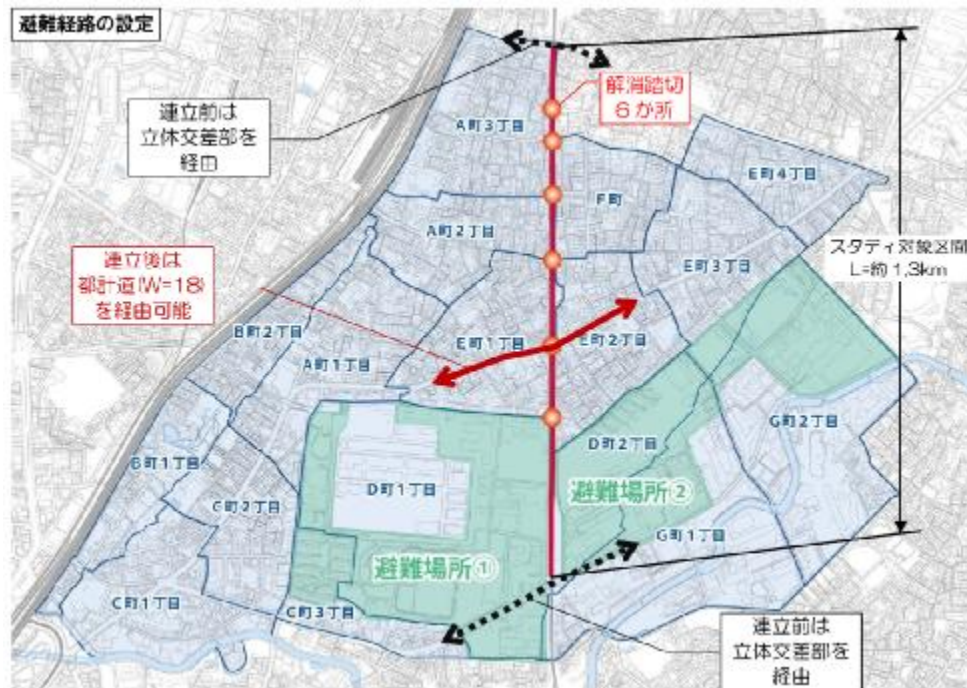 避難経路の設定
連立前は
立体交差部を
経由
解消踏切
6か所
A町3丁目
E町4丁目
F町
A町2丁目
スタディ対象区間
L=約1,3km
連立後は
都計道(W=18)
を経由可能
E町3丁目
B町2丁目
E町1丁目
E町2丁目
A町1丁目
G町2丁目
D町2丁目
B町1丁目
D町1丁目
C町2丁目
避難場所②
G町1丁目
避難場所①
C町1丁目
C町3丁目
連立前は
立体交差部を
経由